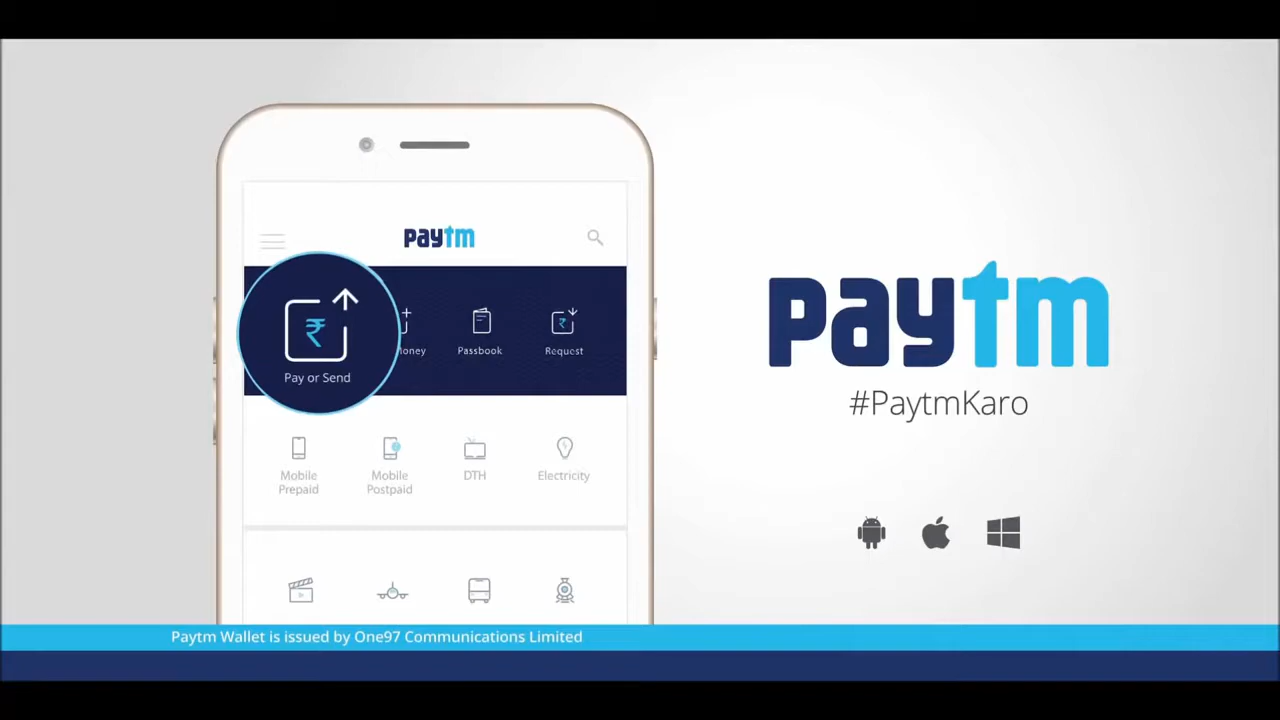 paytm
Pay or Send
Passbook
Request
Mobile
Prepaid
Mobile
Postpaid
DTH
Electricity
paytm
#PaytmKaro
Paytm Wallet is issued by One97 Communications Limited